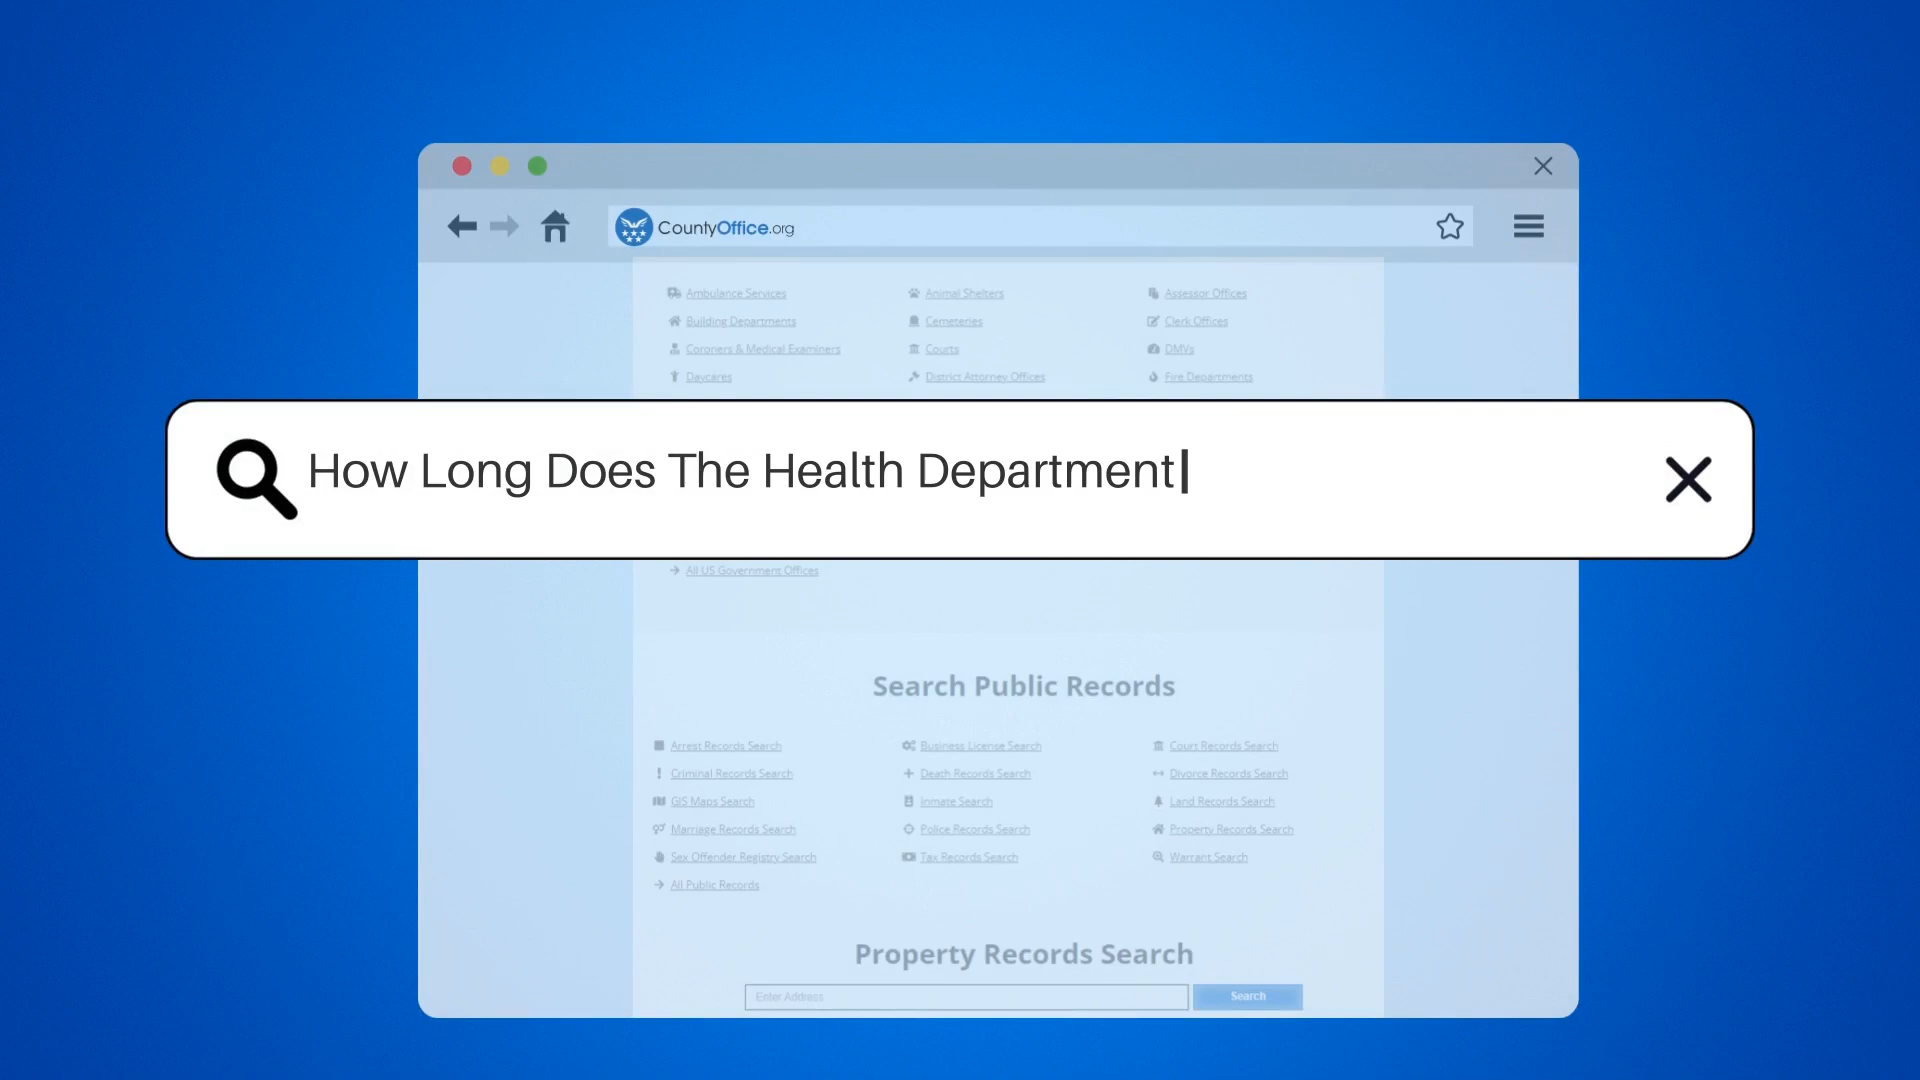 CountyOffice.org
Ambulance Services Animal Shelters Assessor Offices
Building Departments Cemeteries Clerk Offices
Coroners & Medical Examiners Courts DMVs
Daycares District Attorney Offices Fire Departments
How Long Does The Health Department
All US Government Offices
Search Public Records
Arrest Records Search Business License Search Court Records Search
Criminal Records Search Death Records Search Divorce Records Search
GIS Maps Search Inmate Search Land Records Search
Marriage Records Search Police Records Search Property Records Search
Sex Offender Registry Search Tax Records Search Warrant Search
All Public Records
Property Records Search
Enter Address Search